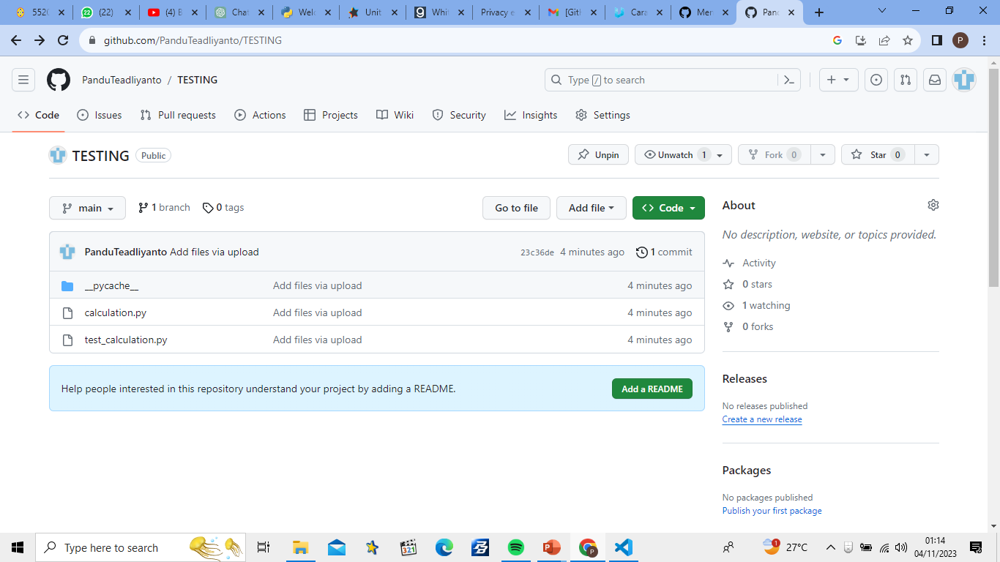 5520
(22)
(4) B
Chat
Welc
Unit
Whit
Privacy e
[Gith
Cara
Men
Pand
github.com/PanduTeadliyanto/TESTING
P
PanduTeadliyanto / TESTING
Type / to search
Code
Issues
Pull requests
Actions
Projects
Wiki
Security
Insights
Settings
TESTING
Public
Unpin
Unwatch 1
Fork 0
Star 0
main
1 branch
0 tags
Go to file
Add file
Code
PanduTeadliyanto Add files via upload
23c36de 4 minutes ago
1 commit
__pycache__ Add files via upload 4 minutes ago
calculation.py Add files via upload 4 minutes ago
test_calculation.py Add files via upload 4 minutes ago
Help people interested in this repository understand your project by adding a README.
Add a README
About
No description, website, or topics provided.
Activity
0 stars
1 watching
0 forks
Releases
No releases published
Create a new release
Packages
No packages published
Publish your first package
Type here to search
321
P
1
27°C
01:14
04/11/2023